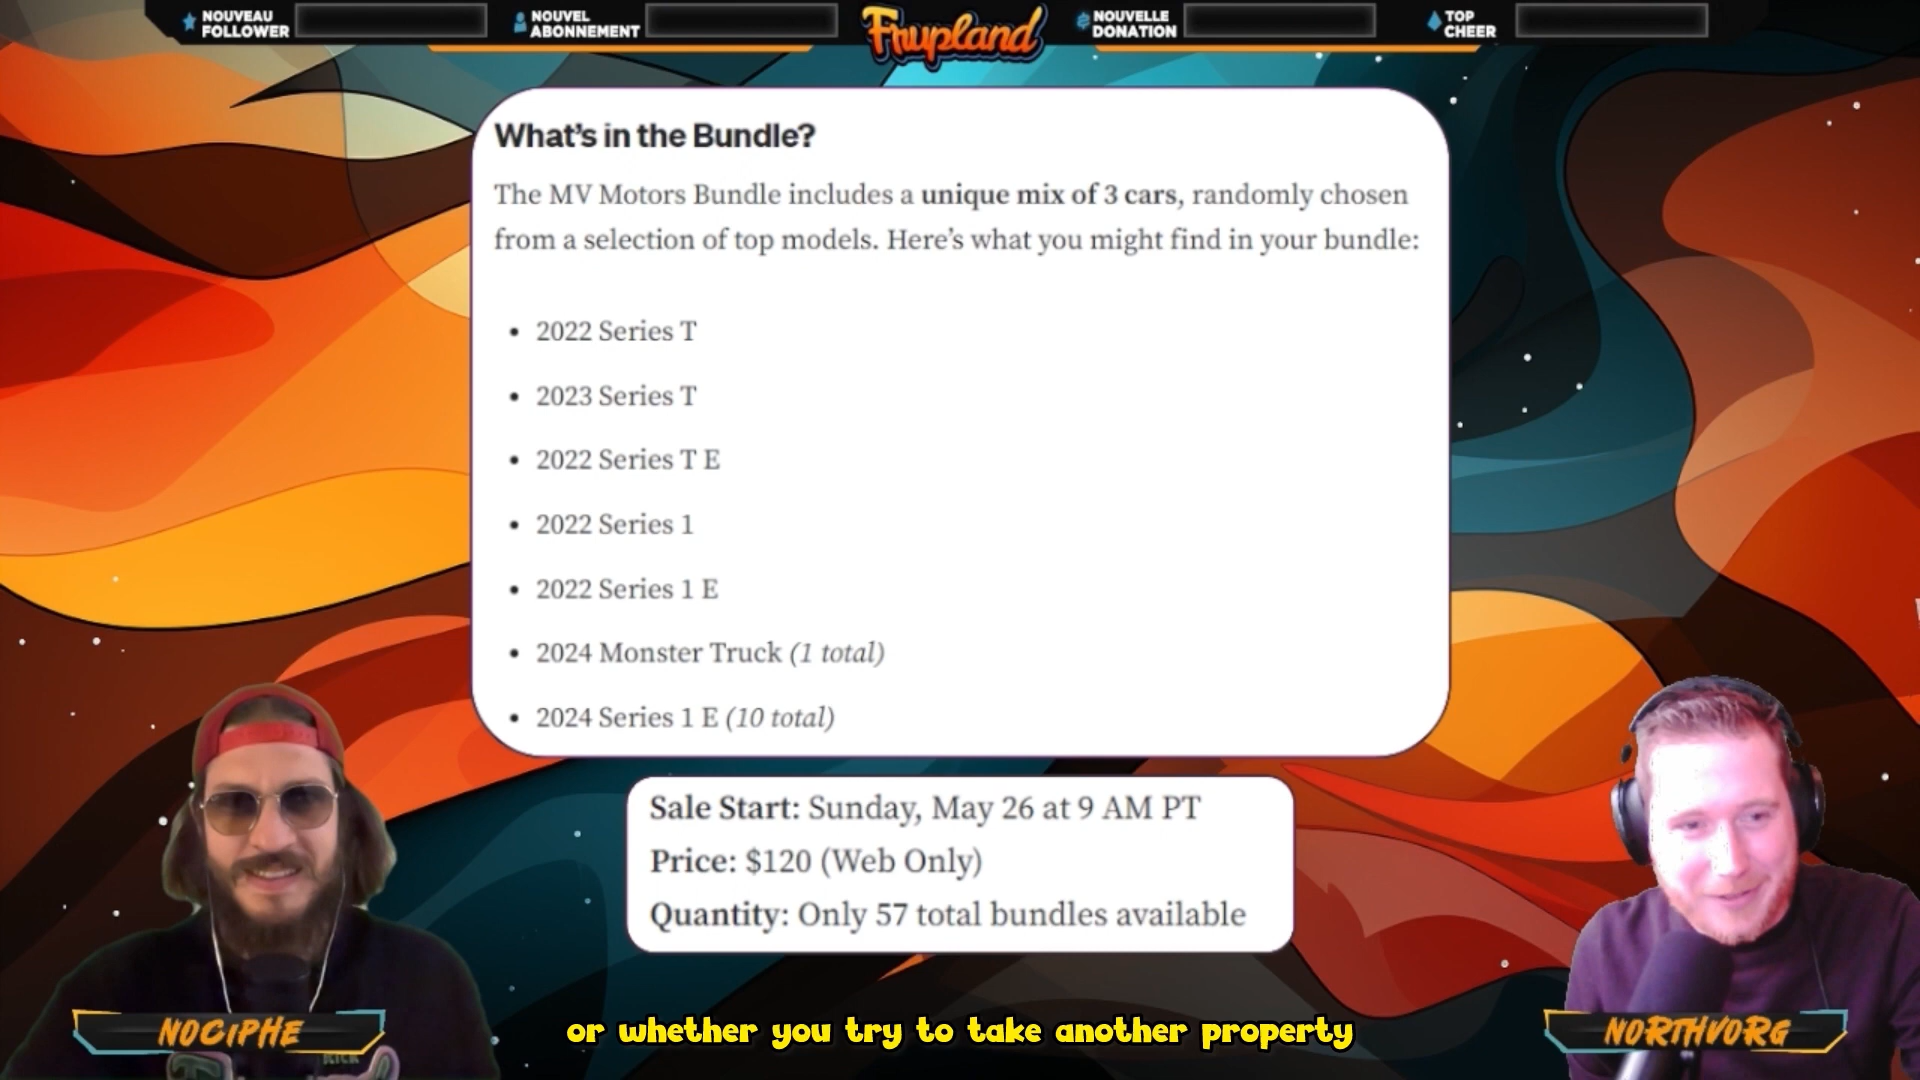 NOUVEAU
FOLLOWER
NOUVEL
ABONNEMENT
Frupland
NOUVELLE
DONATION
TOP
CHEER
What's in the Bundle?
The MV Motors Bundle includes a unique mix of 3 cars, randomly chosen
from a selection of top models. Here's what you might find in your bundle:
• 2022 Series T
• 2023 Series T
• 2022 Series T E
• 2022 Series 1
• 2022 Series 1 E
• 2024 Monster Truck (1 total)
• 2024 Series 1 E (10 total)
Sale Start: Sunday, May 26 at 9 AM PT
Price: $120 (Web Only)
Quantity: Only 57 total bundles available
NOCIPHE
or whether you try to take another property
NORTHVORG